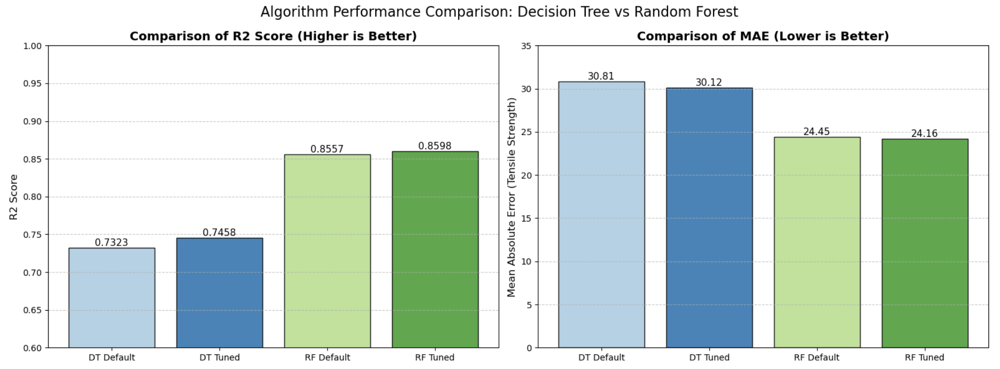 Algorithm Performance Comparison: Decision Tree vs Random Forest
Comparison of R2 Score (Higher is Better)
R2 Score
1.00
0.95
0.90
0.85
0.80
0.75
0.70
0.65
0.60
0.7323
0.7458
0.8557
0.8598
DT Default
DT Tuned
RF Default
RF Tuned
Comparison of MAE (Lower is Better)
Mean Absolute Error (Tensile Strength)
35
30
25
20
15
10
5
0
30.81
30.12
24.45
24.16
DT Default
DT Tuned
RF Default
RF Tuned